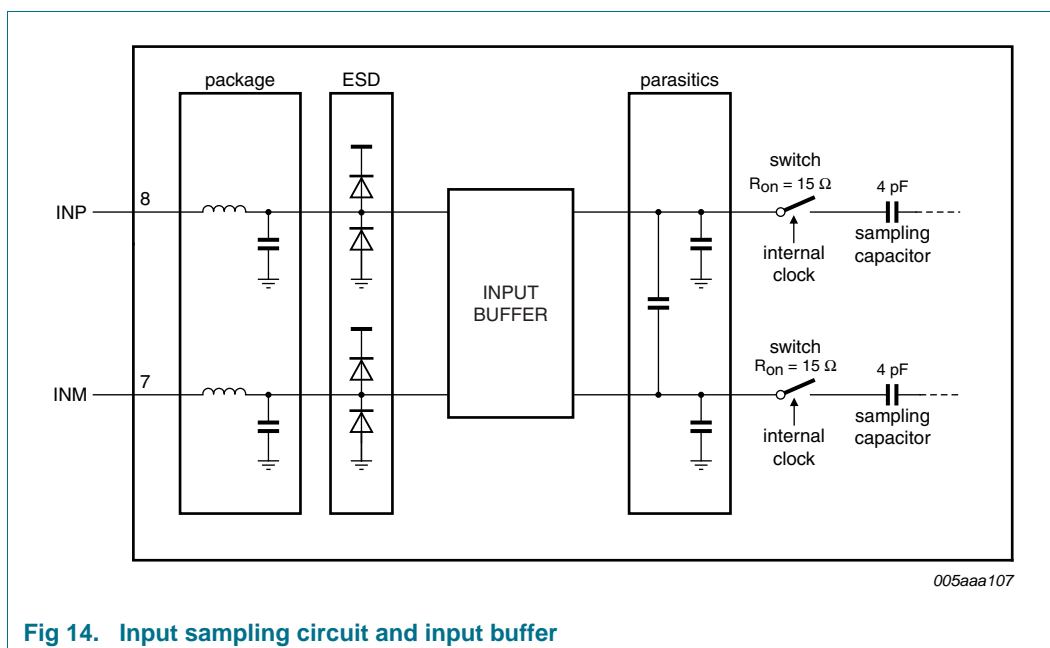 package
ESD
parasitics
switch
Ron = 15 Ω
4 pF
INP
8
internal
clock
sampling
capacitor
INPUT
BUFFER
switch
Ron = 15 Ω
4 pF
INM
7
internal
clock
sampling
capacitor
005aaa107
Fig 14. Input sampling circuit and input buffer